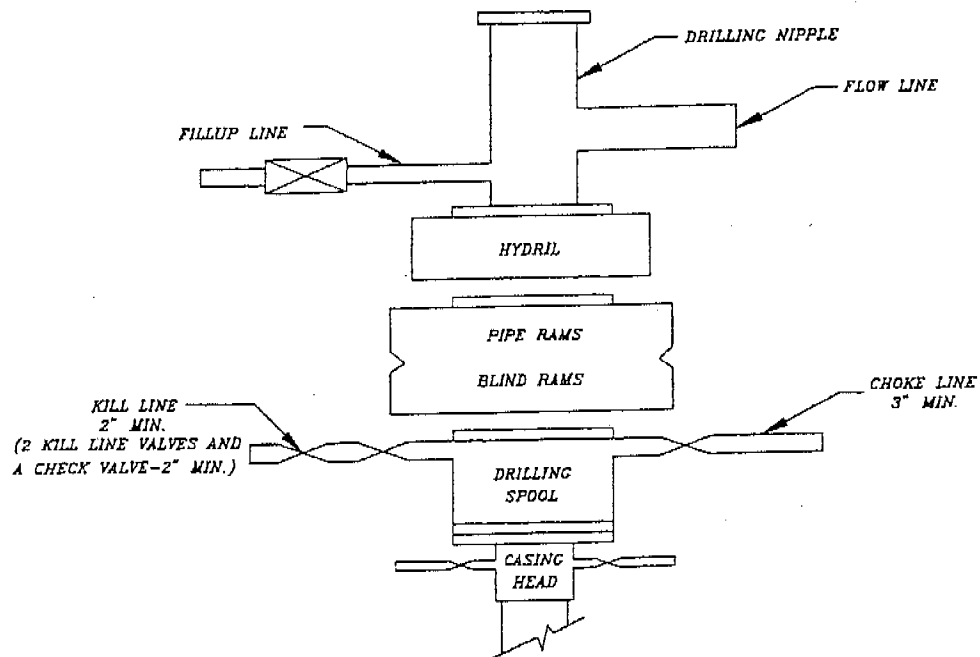 DRILLING NIPPLE
FLOW LINE
FILLUP LINE
HYDRIL
PIPE RAMS
BLIND RAMS
CHOKE LINE
3" MIN.
KILL LINE
2" MIN.
(2 KILL LINE VALVES AND
A CHECK VALVE-2" MIN.)
DRILLING
SPOOL
CASING
HEAD